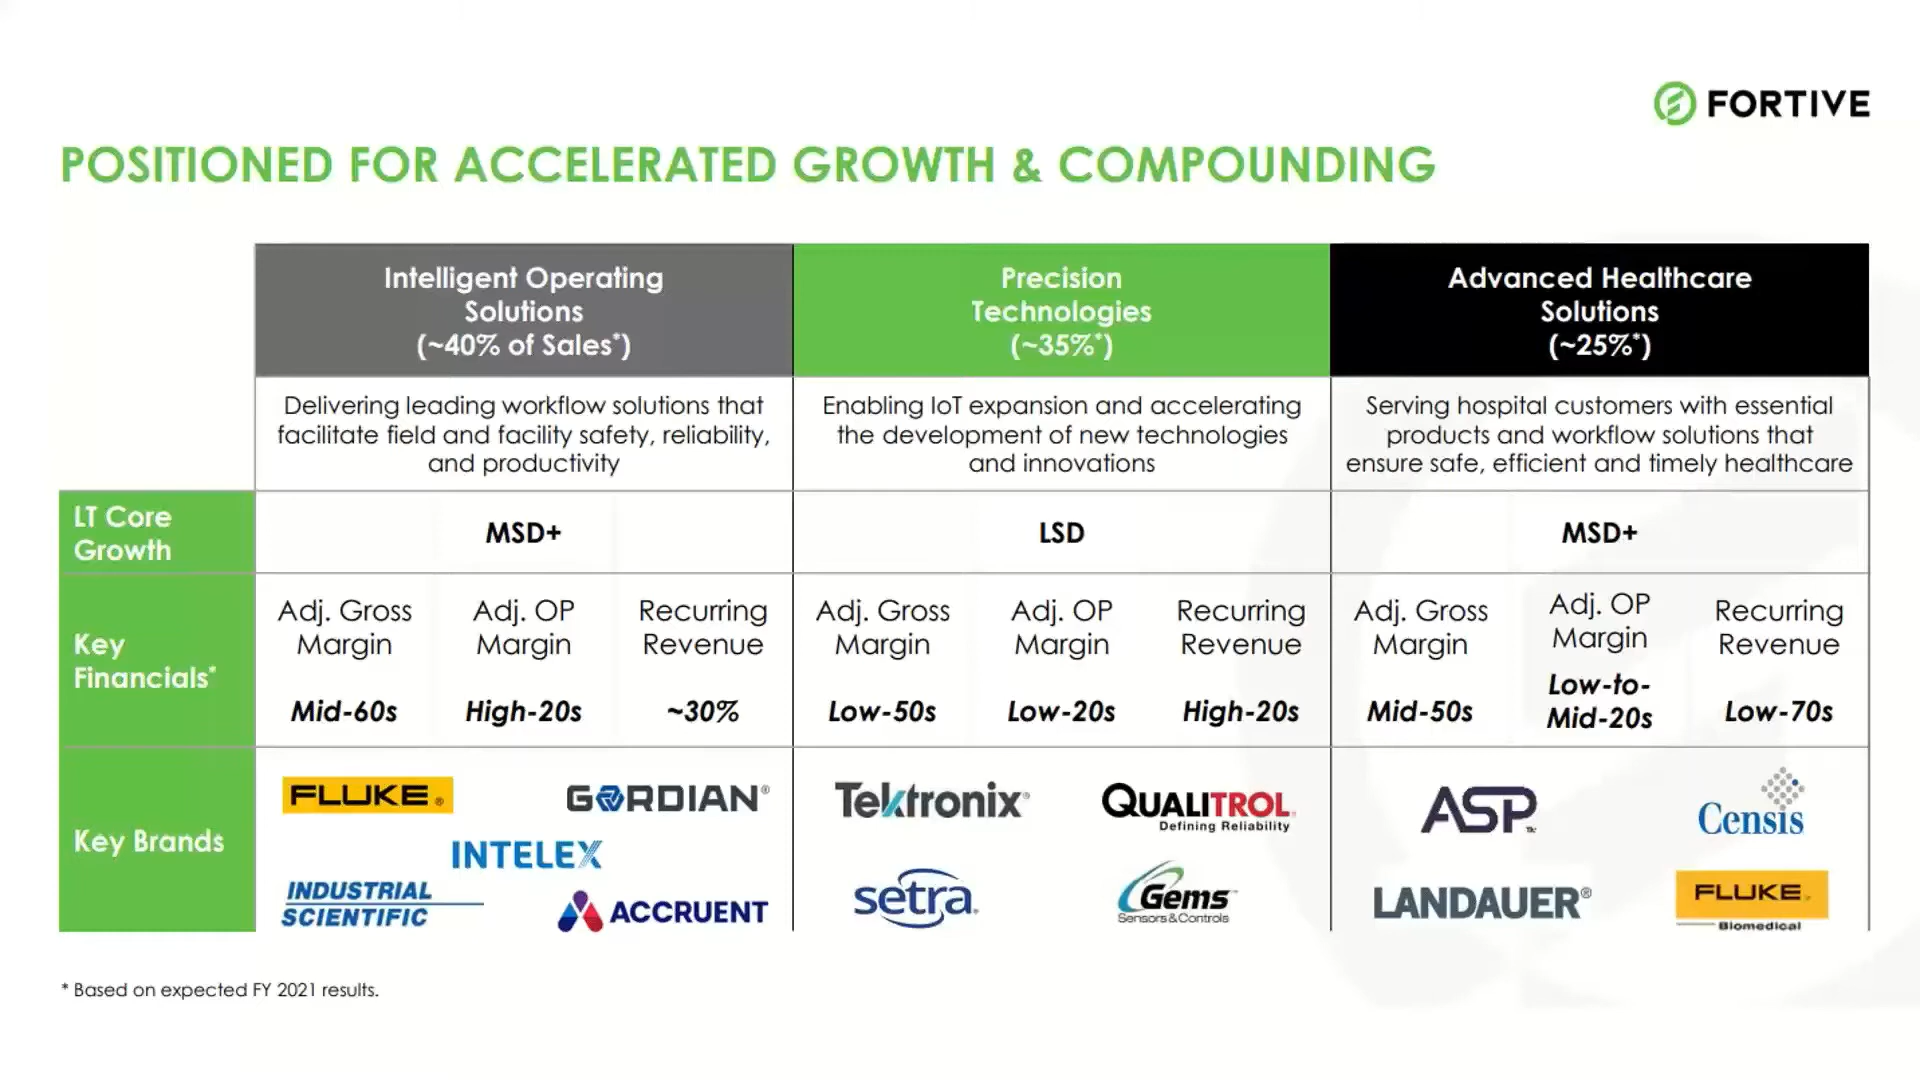 FORTIVE
POSITIONED FOR ACCELERATED GROWTH & COMPOUNDING
Intelligent Operating
Solutions
(~40% of Sales*)
Precision
Technologies
(~35%*)
Advanced Healthcare
Solutions
(~25%*)
Delivering leading workflow solutions that
facilitate field and facility safety, reliability,
and productivity
Enabling IoT expansion and accelerating
the development of new technologies
and innovations
Serving hospital customers with essential
products and workflow solutions that
ensure safe, efficient and timely healthcare
LT Core
Growth
MSD+
LSD
MSD+
Key
Financials*
Adj. Gross
Margin
Mid-60s
Adj. OP
Margin
High-20s
Recurring
Revenue
~30%
Adj. Gross
Margin
Low-50s
Adj. OP
Margin
Low-20s
Recurring
Revenue
High-20s
Adj. Gross
Margin
Mid-50s
Adj. OP
Margin
Low-to-
Mid-20s
Recurring
Revenue
Low-70s
Key Brands
FLUKE®
GORDIAN®
INTELEX
INDUSTRIAL
SCIENTIFIC
ACCRUENT
Tektronix®
QUALITROL
Defining Reliability
setra
Gems™
Sensors & Controls
ASP™
Censis
LANDAUER®
FLUKE
Biomedical
* Based on expected FY 2021 results.